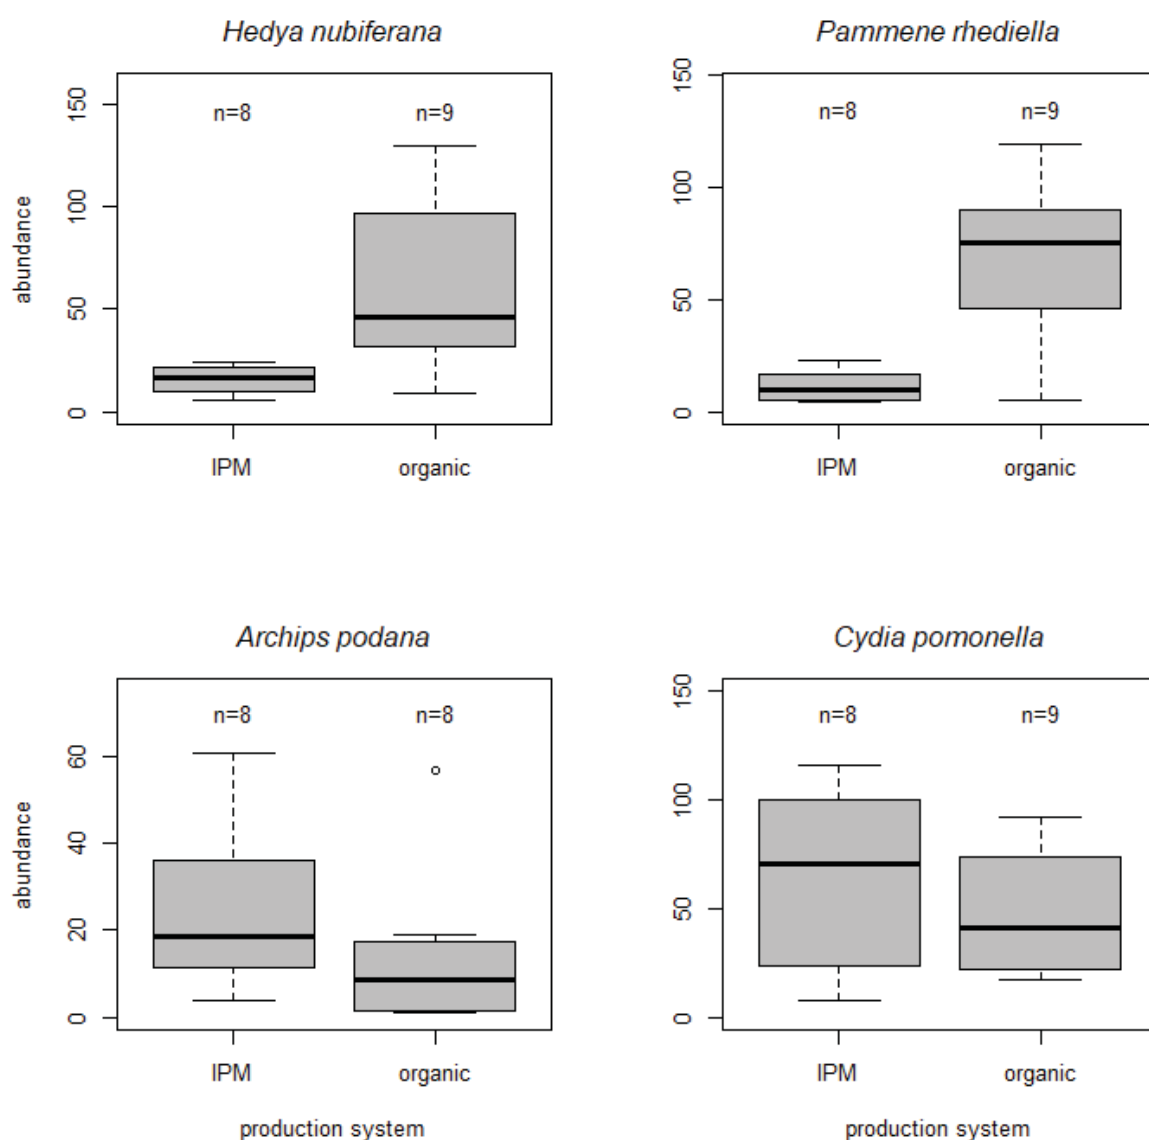 Hedya nubiferana
Pammene rhediella
n=8
n=9
n=8
n=9
abundance
150
100
50
0
150
100
50
0
IPM
organic
IPM
organic
Archips podana
Cydia pomonella
n=8
n=8
n=8
n=9
abundance
60
40
20
0
150
100
50
0
IPM
organic
IPM
organic
production system
production system